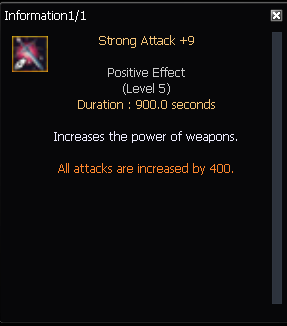 Information1/1
Strong Attack +9
Positive Effect
(Level 5)
Duration : 900.0 seconds
Increases the power of weapons.
All attacks are increased by 400.